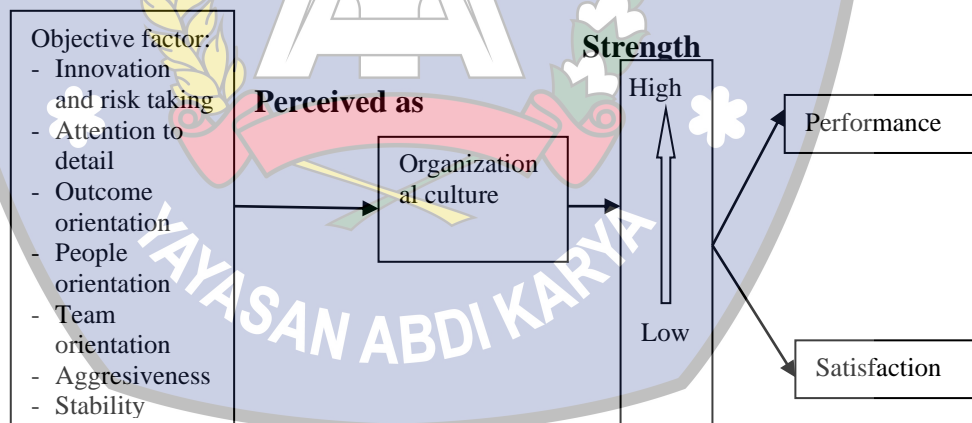 Objective factor:
- Innovation
and risk taking
- Attention to
detail
- Outcome
orientation
- People
orientation
- Team
orientation
- Aggresiveness
- Stability
Perceived as
Organization
al culture
Strength
High
Low
Performance
Satisfaction
YAYASAN ABDI KARYA